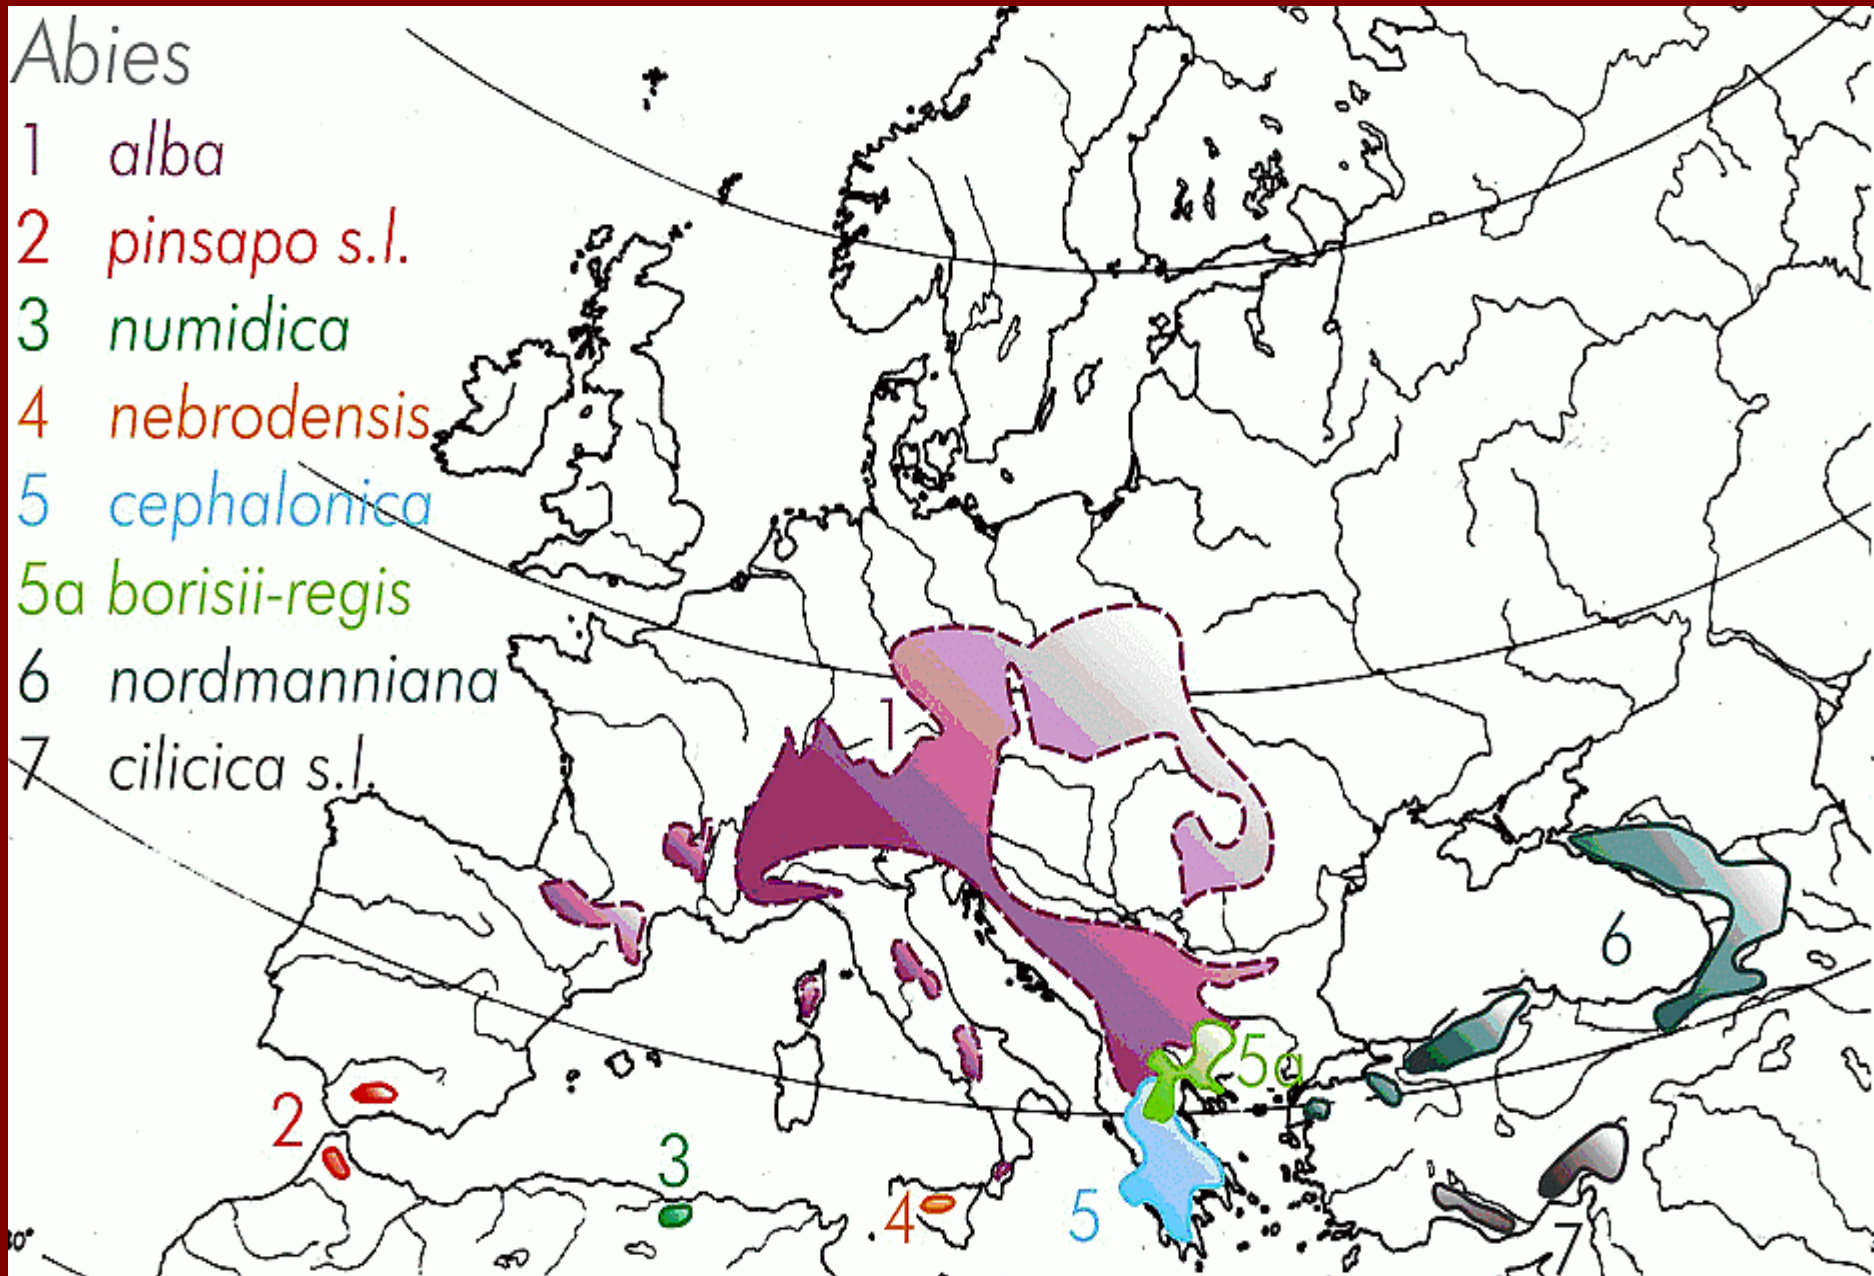 Abies
1 alba
2 pinsapo s.l.
3 numidica
4 nebrodensis
5 cephalonica
5a borisii-regis
6 nordmanniana
7 cilicica s.l.
1
6
5a
2
3
4
5
7